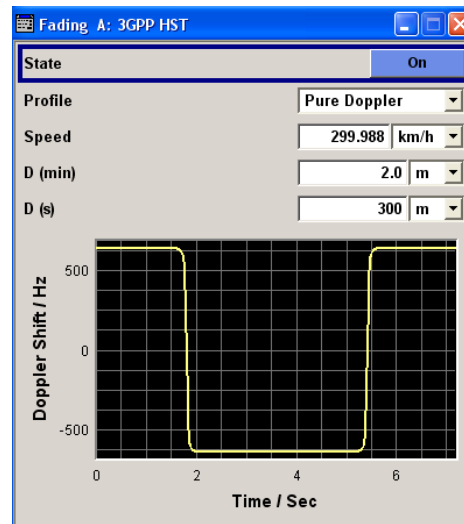 Fading A: 3GPP HST
State On
Profile Pure Doppler
Speed 299.988 km/h
D (min) 2.0 m
D (s) 300 m
Doppler Shift / Hz
500
0
-500
0 2 4 6
Time / Sec